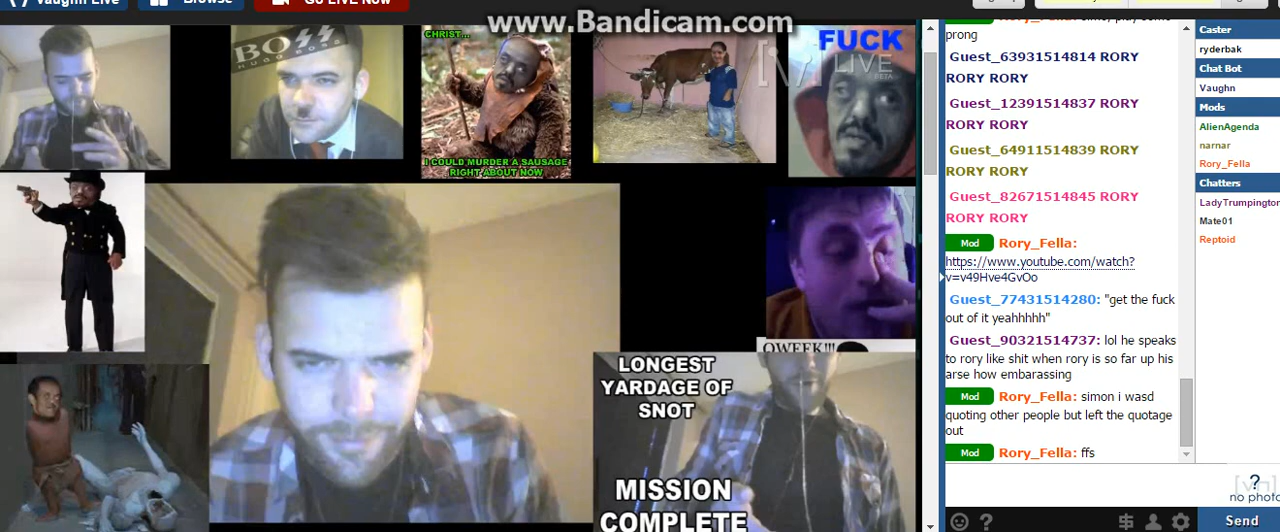 Vaughn Live
Browse
Go LIVE Now
www.Bandicam.com
BOSS
HUGO BOSS
CHRIST...
I COULD MURDER A SAUSAGE
RIGHT ABOUT NOW
FUCK
[v] LIVE
BETA
QWEEK!!!
LONGEST
YARDAGE OF
SNOT
MISSION
COMPLETE
prong
Guest_63931514814 RORY
RORY RORY
Guest_12391514837 RORY
RORY RORY
Guest_64911514839 RORY
RORY RORY
Guest_82671514845 RORY
RORY RORY
Mod Rory_Fella:
https://www.youtube.com/watch?
v=v49Hve4GvOo
Guest_77431514280: "get the fuck
out of it yeahhhhh"
Guest_90321514737: lol he speaks
to rory like shit when rory is so far up his
arse how embarassing
Mod Rory_Fella: simon i wasd
quoting other people but left the quotage
out
Mod Rory_Fella: ffs
Caster
ryderbak
Chat Bot
Vaughn
Mods
AlienAgenda
narnar
Rory_Fella
Chatters
LadyTrumpington
Mate01
Reptoid
?
no photo
Send